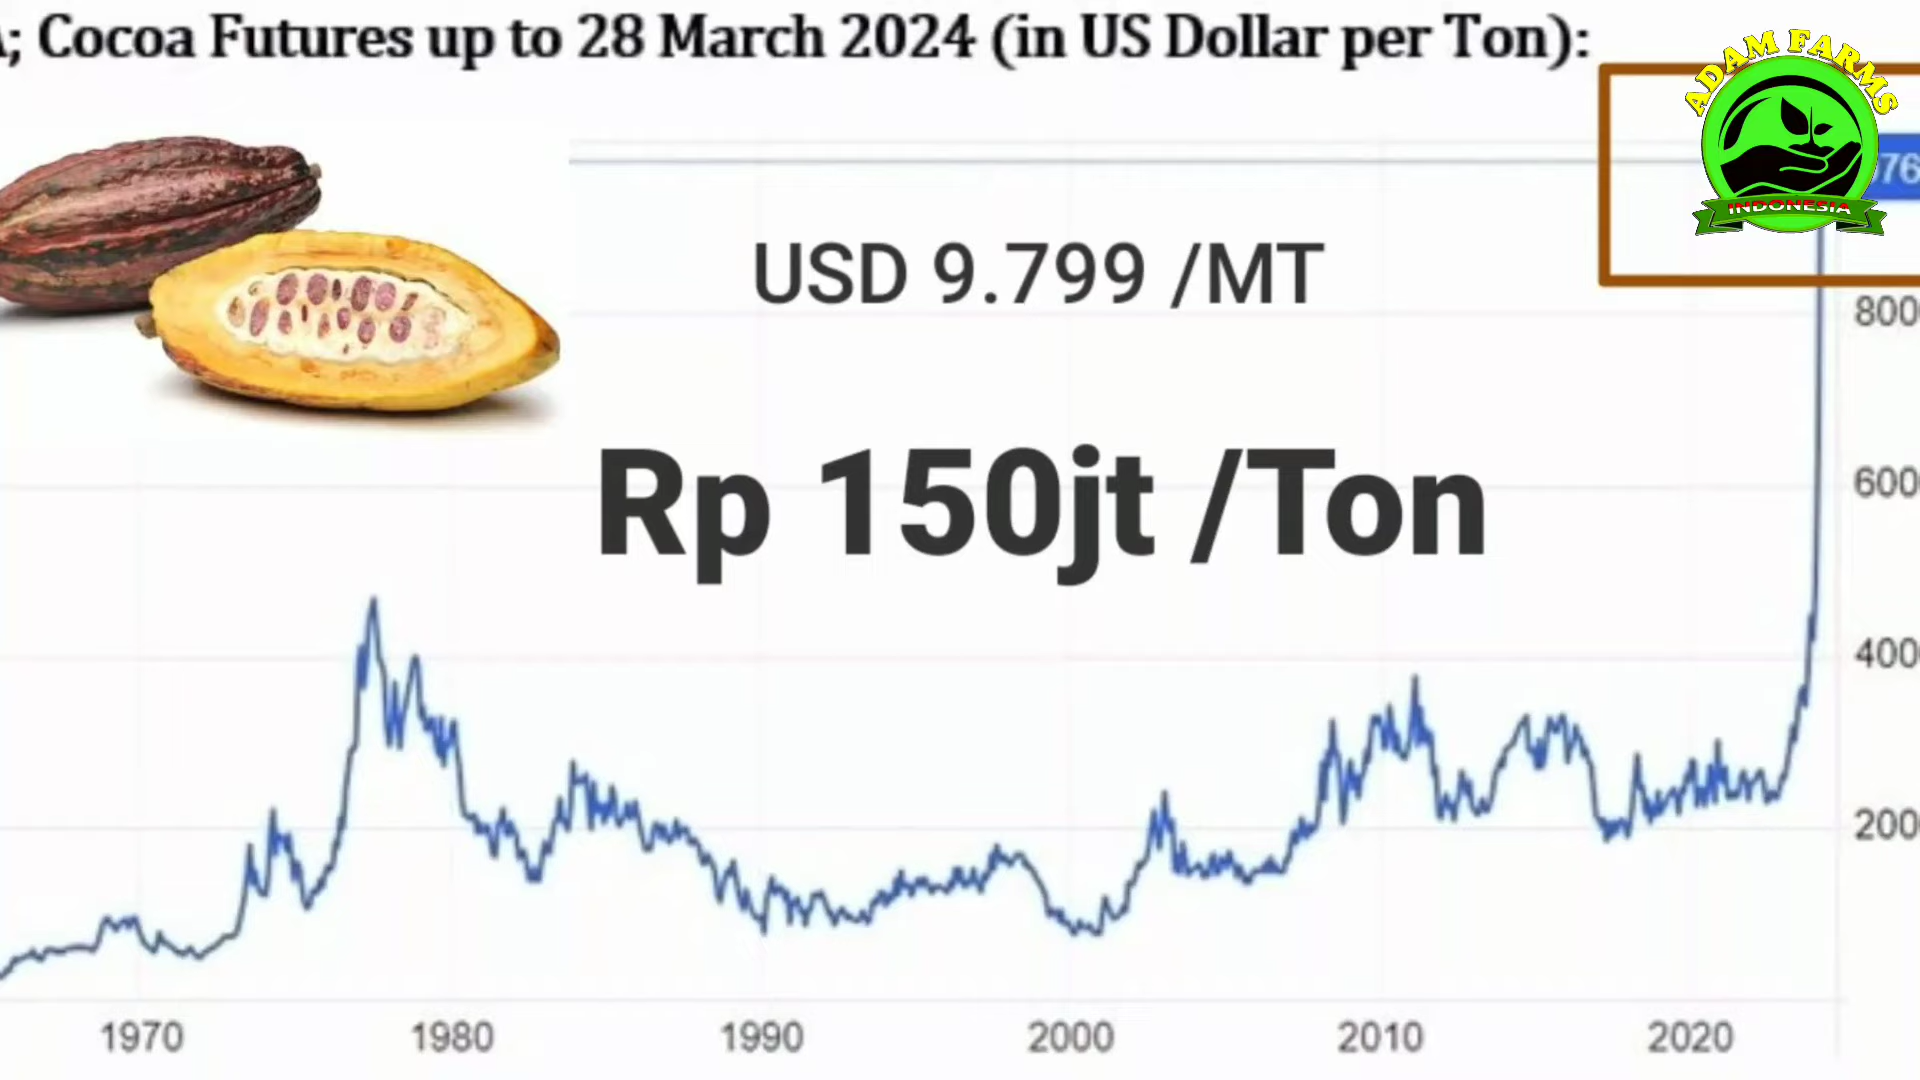 ; Cocoa Futures up to 28 March 2024 (in US Dollar per Ton):
ADAM FARMS
INDONESIA
76
USD 9.799 /MT
800
Rp 150jt /Ton
600
400
200
1970 1980 1990 2000 2010 2020